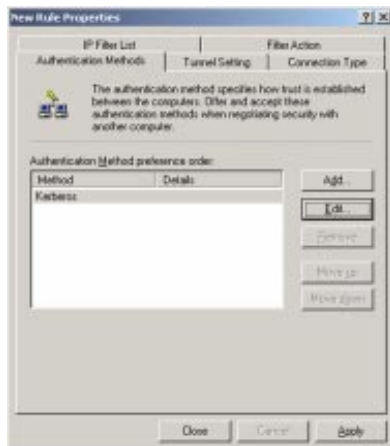 New Rule Properties
IP Filter List
Filter Action
Authentication Methods
Tunnel Setting
Connection Type
The authentication method specifies how trust is established
between the computers. Offer and accept these
authentication methods when negotiating security with
another computer.
Authentication Method preference order:
Method
Details
Kerberos
Add...
Edit...
Remove
Move up
Move down
Close
Cancel
Apply